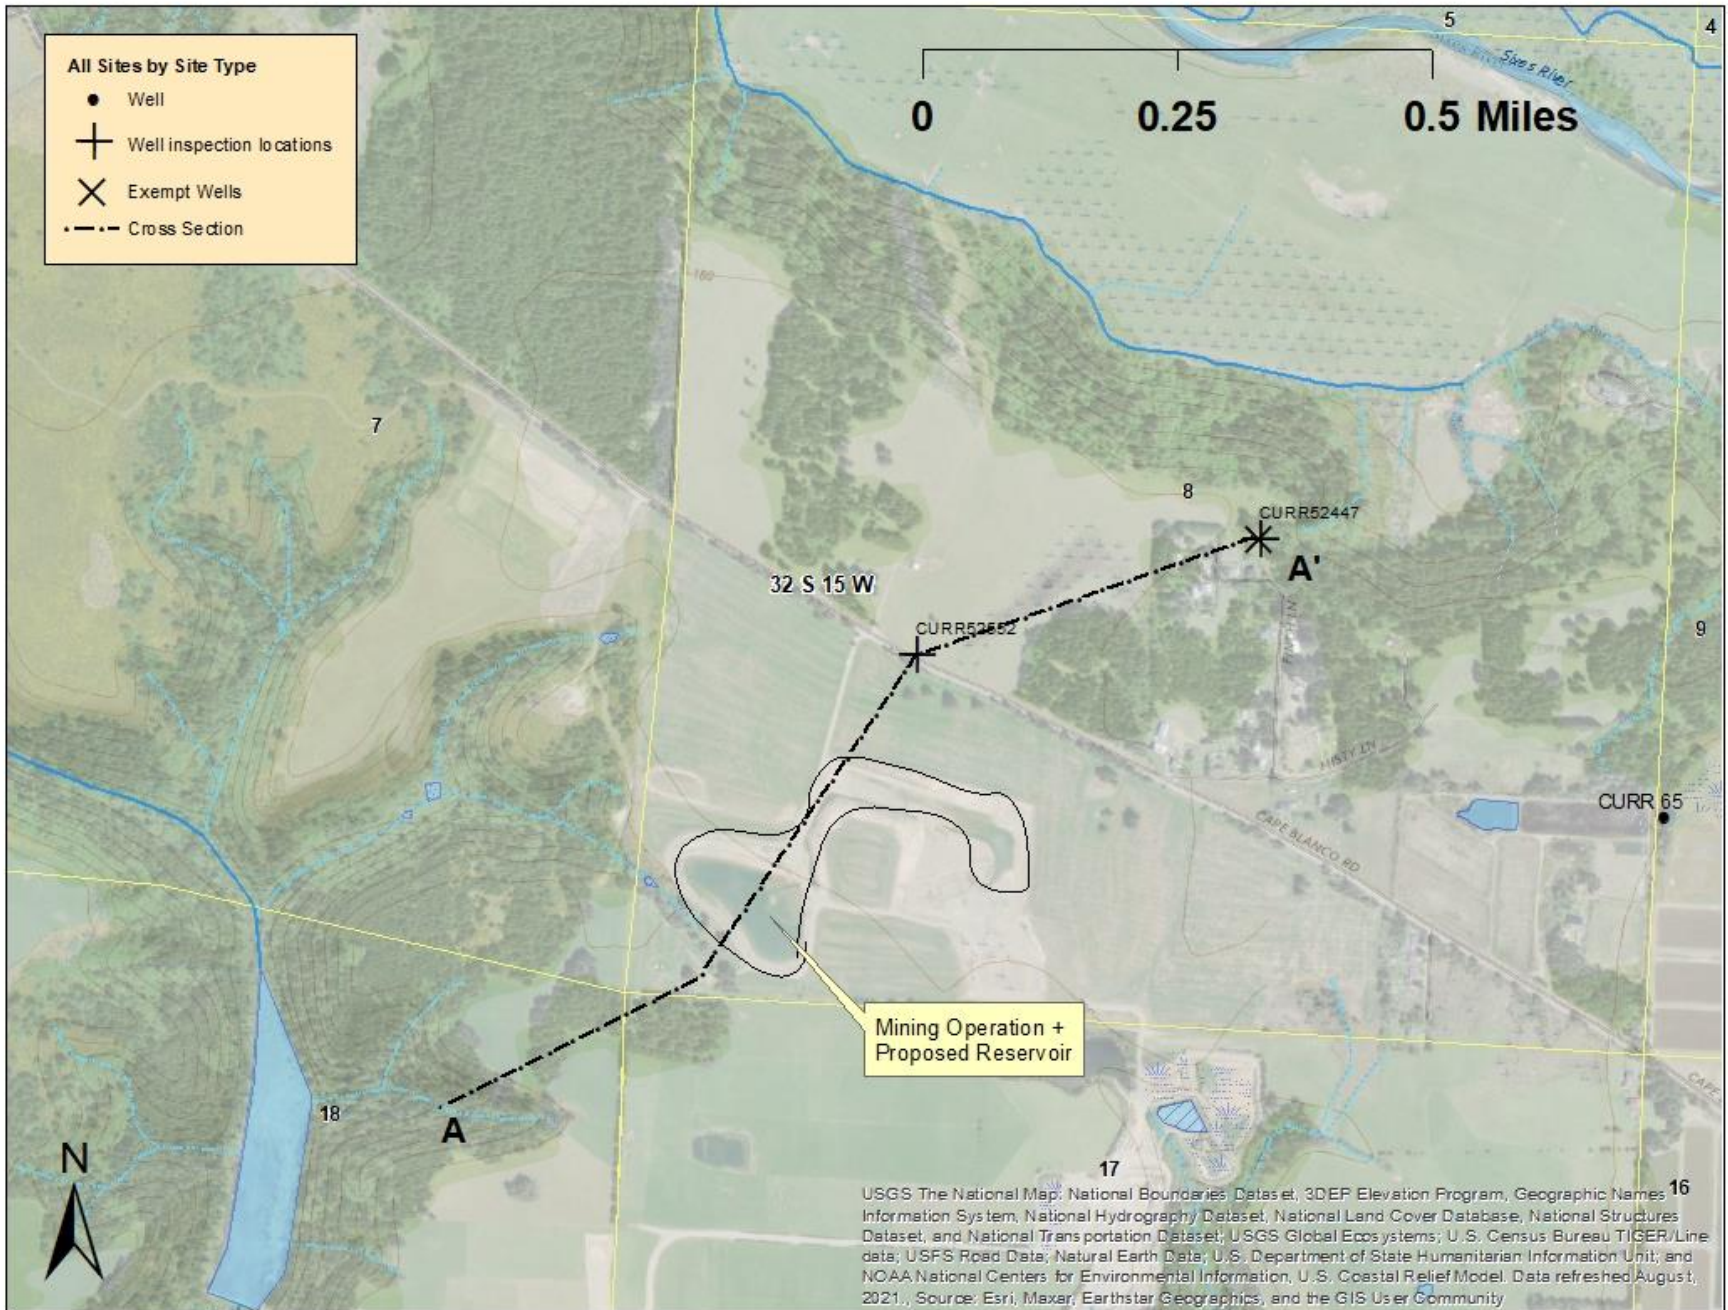 All Sites by Site Type
Well
Well inspection locations
Exempt Wells
Cross Section
5
4
Sixes River
0
0.25
0.5 Miles
160
7
8
CURR52447
A'
32 S 15 W
CURR52552
9
PINTO LN
MISTY LN
CURR 65
CAPE BLANCO RD
Mining Operation +
Proposed Reservoir
CAPE
18
A
N
17
16
USGS The National Map: National Boundaries Dataset, 3DEP Elevation Program, Geographic Names
Information System, National Hydrography Dataset, National Land Cover Database, National Structures
Dataset, and National Transportation Dataset; USGS Global Ecosystems; U.S. Census Bureau TIGER/Line
data; USFS Road Data; Natural Earth Data; U.S. Department of State Humanitarian Information Unit; and
NOAA National Centers for Environmental Information, U.S. Coastal Relief Model. Data refreshed August,
2021., Source: Esri, Maxar, Earthstar Geographics, and the GIS User Community